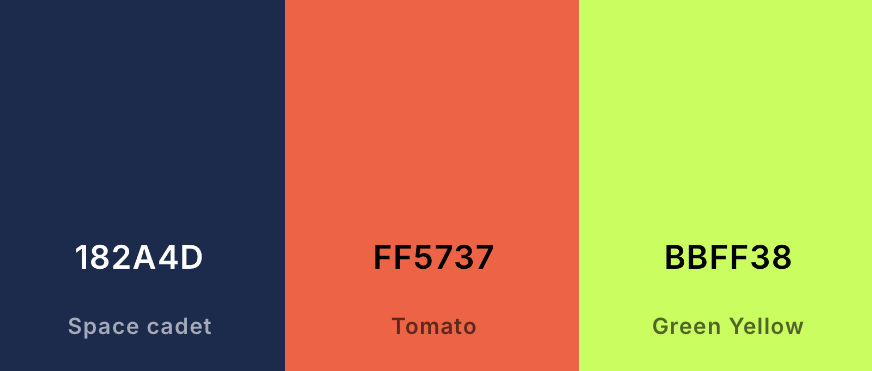 182A4D
Space cadet
FF5737
Tomato
BBFF38
Green Yellow